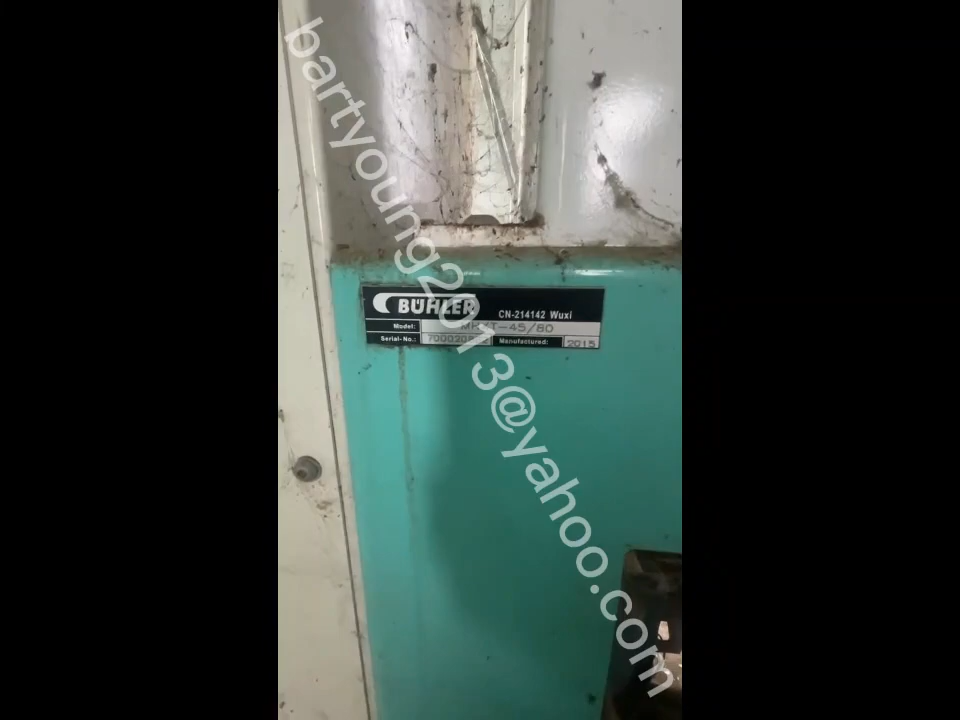 bartyoung2013@yahoo.com
BÜHLER
CN-214142 Wuxi
Model:
Serial-No.:
Manufactured: 2015